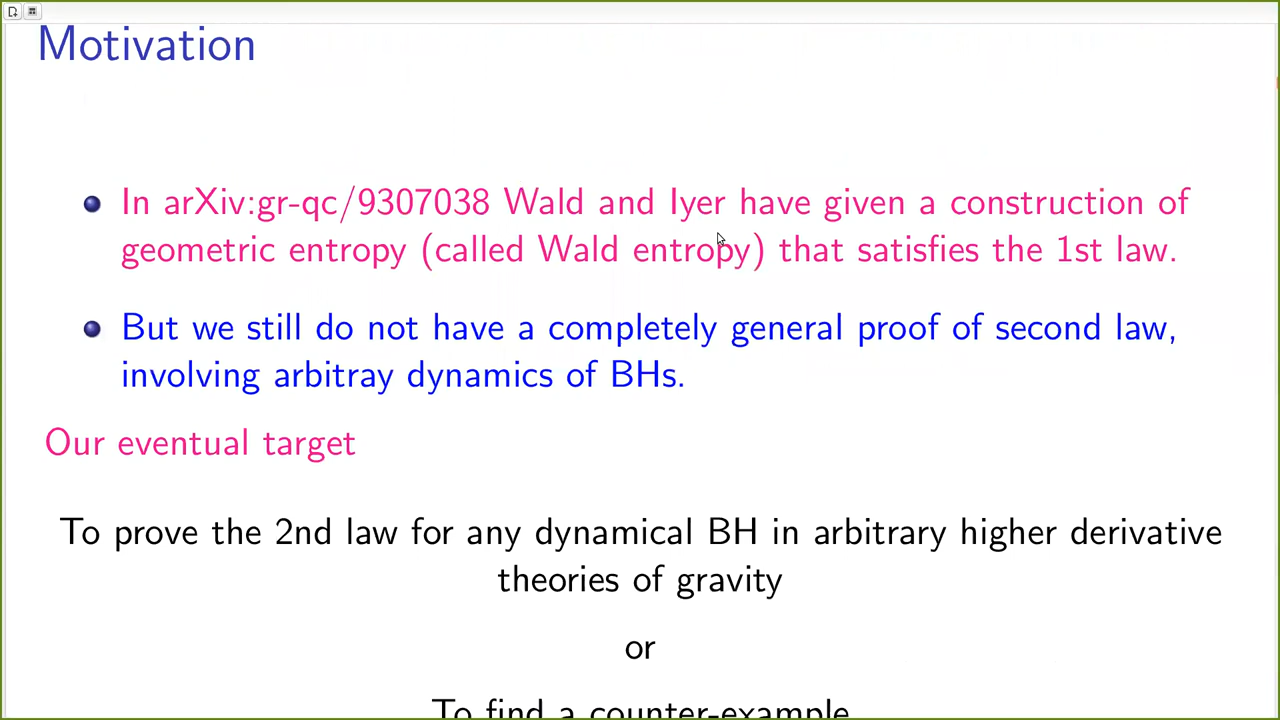 Motivation
In arXiv:gr-qc/9307038 Wald and Iyer have given a construction of
geometric entropy (called Wald entropy) that satisfies the 1st law.
But we still do not have a completely general proof of second law,
involving arbitray dynamics of BHs.
Our eventual target
To prove the 2nd law for any dynamical BH in arbitrary higher derivative
theories of gravity
or
To find a counter-example